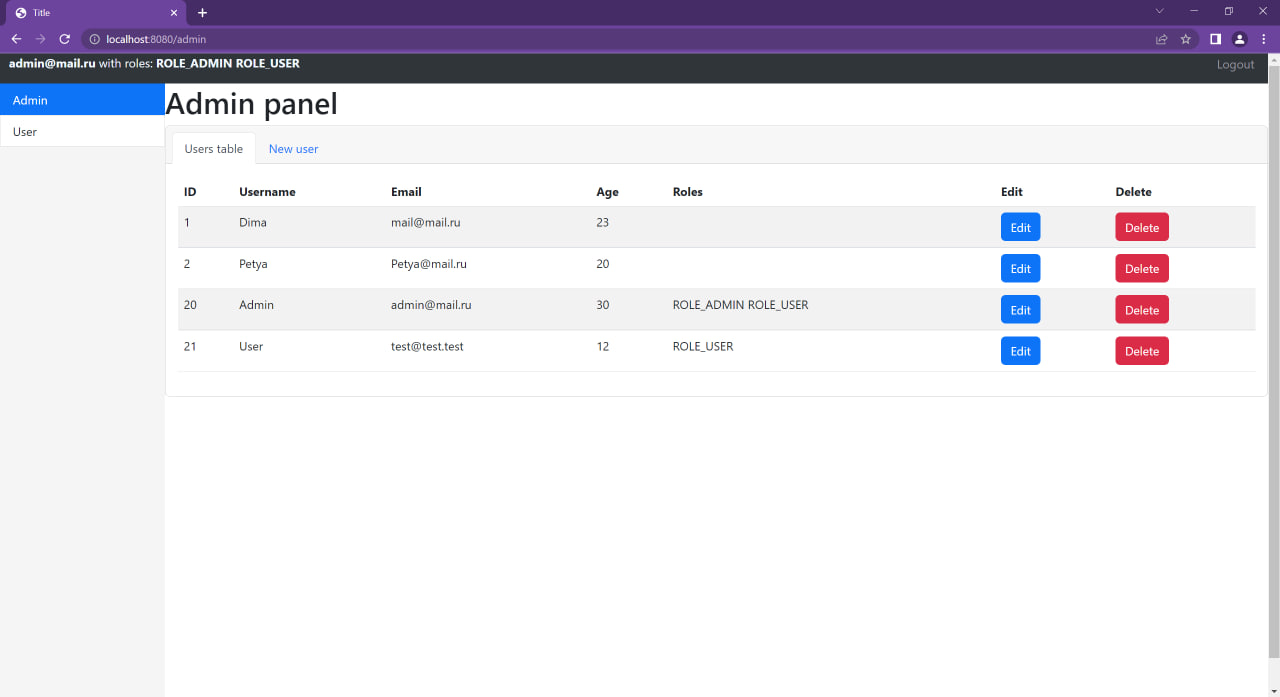 Title
localhost:8080/admin
admin@mail.ru with roles: ROLE_ADMIN ROLE_USER Logout
Admin
User
Admin panel
Users table New user
ID Username Email Age Roles Edit Delete
1 Dima mail@mail.ru 23 Edit Delete
2 Petya Petya@mail.ru 20 Edit Delete
20 Admin admin@mail.ru 30 ROLE_ADMIN ROLE_USER Edit Delete
21 User test@test.test 12 ROLE_USER Edit Delete